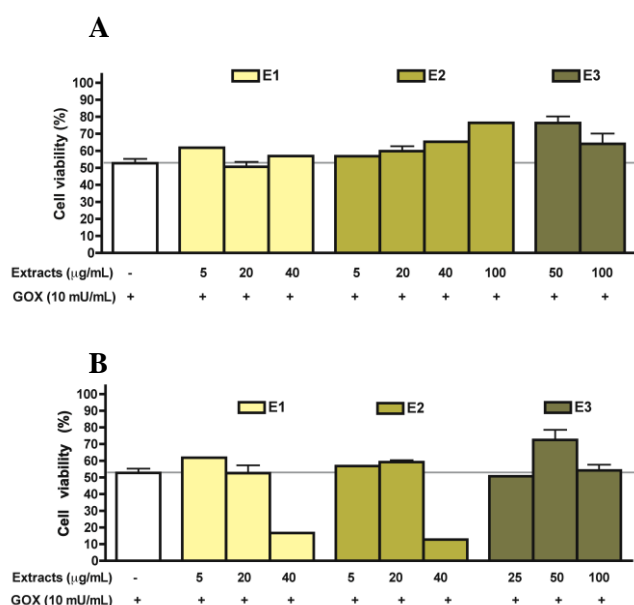 A
E1 E2 E3
Cell viability (%)
100
90
80
70
60
50
40
30
20
10
0
Extracts (μg/mL) - 5 20 40 5 20 40 100 50 100
GOX (10 mU/mL) + + + + + + + + + +
B
E1 E2 E3
Cell viability (%)
100
90
80
70
60
50
40
30
20
10
0
Extracts (μg/mL) - 5 20 40 5 20 40 25 50 100
GOX (10 mU/mL) + + + + + + + + + +